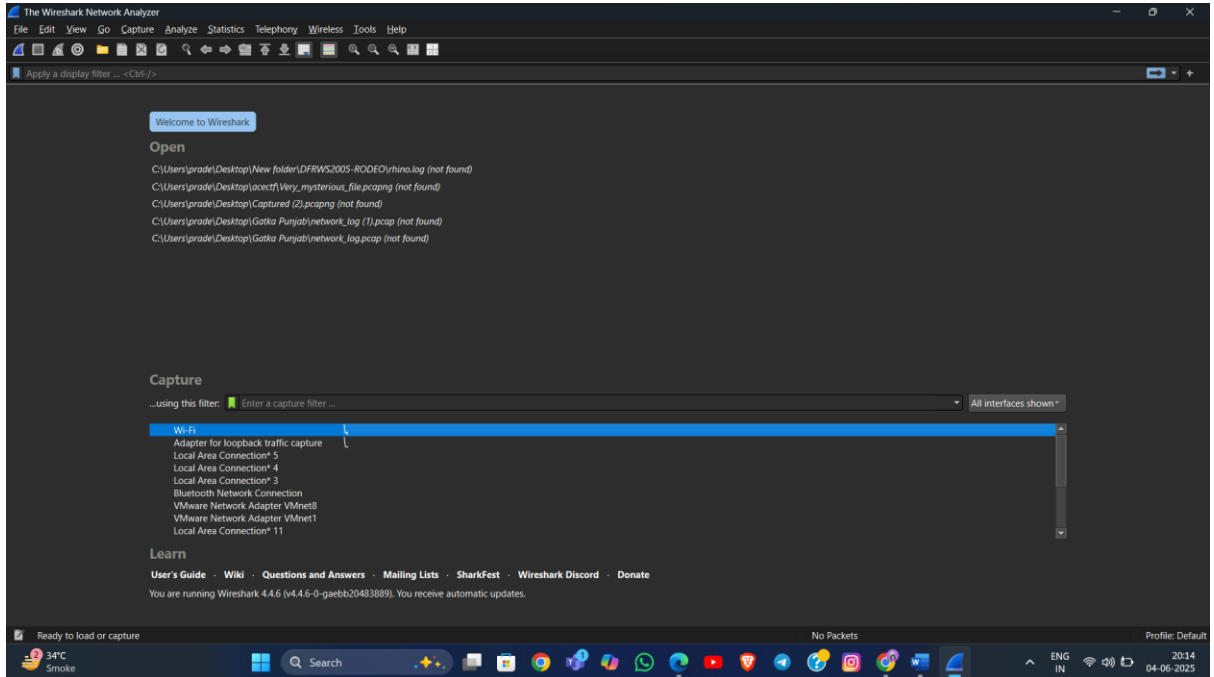 The Wireshark Network Analyzer
File Edit View Go Capture Analyze Statistics Telephony Wireless Tools Help
Apply a display filter ... <Ctrl-/>
Welcome to Wireshark
Open
C:\Users\prade\Desktop\New folder\DFRWS2005-RODEO\rhino.log (not found)
C:\Users\prade\Desktop\acectf\Very_mysterious_file.pcapng (not found)
C:\Users\prade\Desktop\Captured (2).pcapng (not found)
C:\Users\prade\Desktop\Gatka Punjab\network_log (1).pcap (not found)
C:\Users\prade\Desktop\Gatka Punjab\network_log.pcap (not found)
Capture
...using this filter: Enter a capture filter ... All interfaces shown
Wi-Fi
Adapter for loopback traffic capture
Local Area Connection* 5
Local Area Connection* 4
Local Area Connection* 3
Bluetooth Network Connection
VMware Network Adapter VMnet8
VMware Network Adapter VMnet1
Local Area Connection* 11
Learn
User's Guide · Wiki · Questions and Answers · Mailing Lists · SharkFest · Wireshark Discord · Donate
You are running Wireshark 4.4.6 (v4.4.6-0-gaebb20483889). You receive automatic updates.
Ready to load or capture No Packets Profile: Default
2 34°C Smoke
Search
ENG IN
20:14
04-06-2025